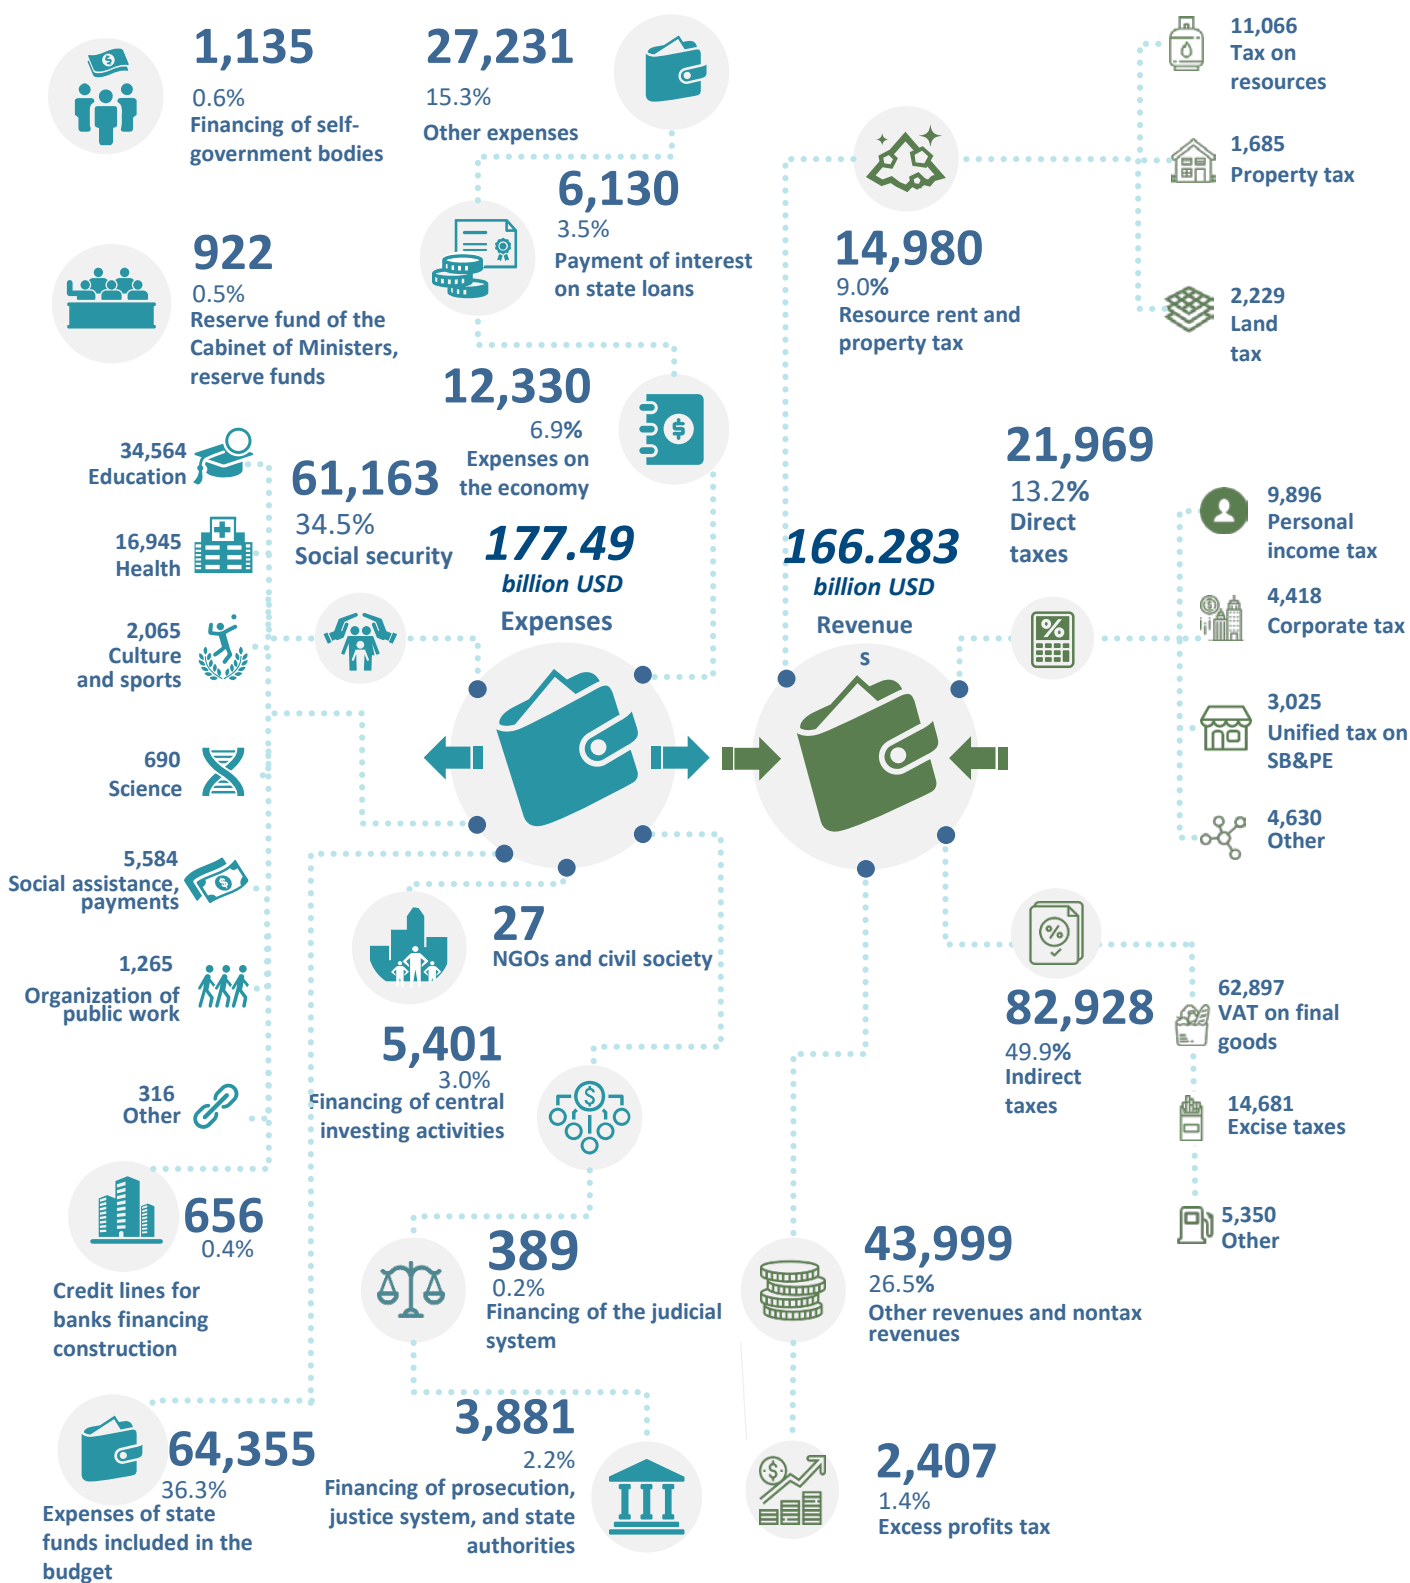 1,135
0.6%
Financing of self-
government bodies
27,231
15.3%
Other expenses
11,066
Tax on
resources
1,685
Property tax
2,229
Land
tax
922
0.5%
Reserve fund of the
Cabinet of Ministers,
reserve funds
6,130
3.5%
Payment of interest
on state loans
14,980
9.0%
Resource rent and
property tax
12,330
6.9%
Expenses on
the economy
34,564
Education
16,945
Health
2,065
Culture
and sports
690
Science
5,584
Social assistance,
payments
1,265
Organization of
public work
316
Other
61,163
34.5%
Social security
177.49
billion USD
Expenses
166.283
billion USD
Revenue
s
21,969
13.2%
Direct
taxes
9,896
Personal
income tax
4,418
Corporate tax
3,025
Unified tax on
SB&PE
4,630
Other
27
NGOs and civil society
5,401
3.0%
Financing of central
investing activities
82,928
49.9%
Indirect
taxes
62,897
VAT on final
goods
14,681
Excise taxes
5,350
Other
656
0.4%
Credit lines for
banks financing
construction
389
0.2%
Financing of the judicial
system
43,999
26.5%
Other revenues and nontax
revenues
64,355
36.3%
Expenses of state
funds included in the
budget
3,881
2.2%
Financing of prosecution,
justice system, and state
authorities
2,407
1.4%
Excess profits tax